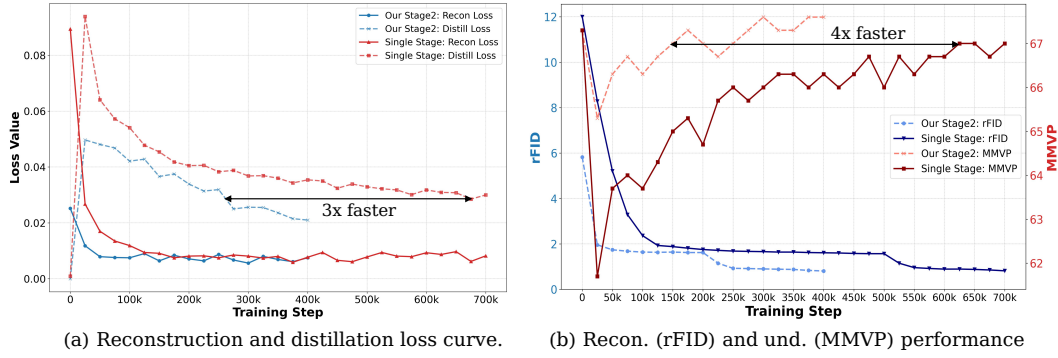 0.08
0.06
0.04
0.02
0.00
Loss Value
Our Stage2: Recon Loss
Our Stage2: Distill Loss
Single Stage: Recon Loss
Single Stage: Distill Loss
3x faster
0
100k
200k
300k
400k
500k
600k
700k
Training Step
(a) Reconstruction and distillation loss curve.
12
10
8
6
4
2
0
rFID
4x faster
Our Stage2: rFID
Single Stage: rFID
Our Stage2: MMVP
Single Stage: MMVP
67
66
65
64
63
62
MMVP
0
50k
100k
150k
200k
250k
300k
350k
400k
450k
500k
550k
600k
650k
700k
Training Step
(b) Recon. (rFID) and und. (MMVP) performance